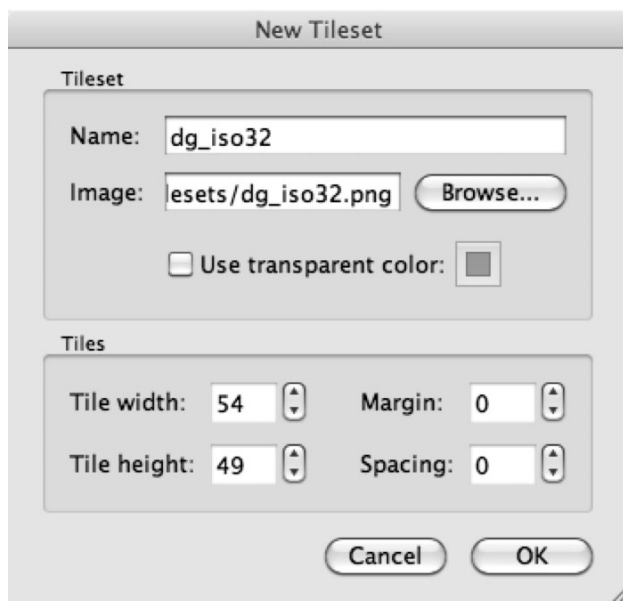 New Tileset
Tileset
Name: dg_iso32
Image: lesets/dg_iso32.png Browse...
Use transparent color:
Tiles
Tile width: 54 Margin: 0
Tile height: 49 Spacing: 0
Cancel OK